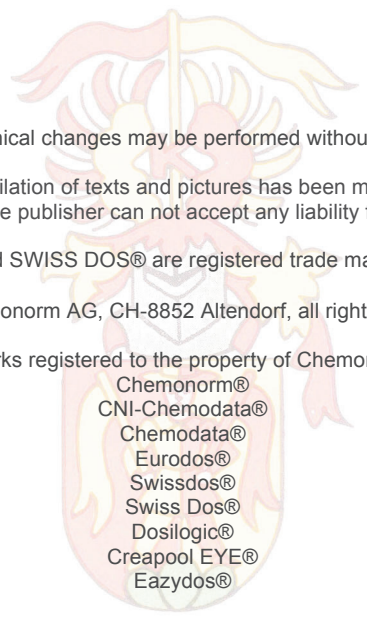 nical changes may be performed withou
ilation of texts and pictures has been m
e publisher can not accept any liability
d SWISS DOS® are registered trade ma
onorm AG, CH-8852 Altendorf, all right
rks registered to the property of Chemo
Chemonorm®
CNI-Chemodata®
Chemodata®
Eurodos®
Swissdos®
Swiss Dos®
Dosilogic®
Creapool EYE®
Eazydos®